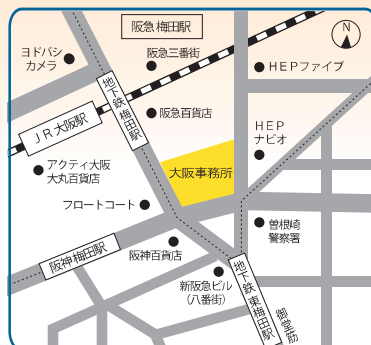 阪急梅田駅
N
ヨドバシ
カメラ
阪急三番街
HEPファイブ
地下鉄梅田駅
阪急百貨店
JR大阪駅
HEP
ナビオ
アクティ大阪
大丸百貨店
大阪事務所
フロートコート
曽根崎
警察署
阪神梅田駅
阪神百貨店
新阪急ビル
(八番街)
地下鉄東梅田駅
御堂筋